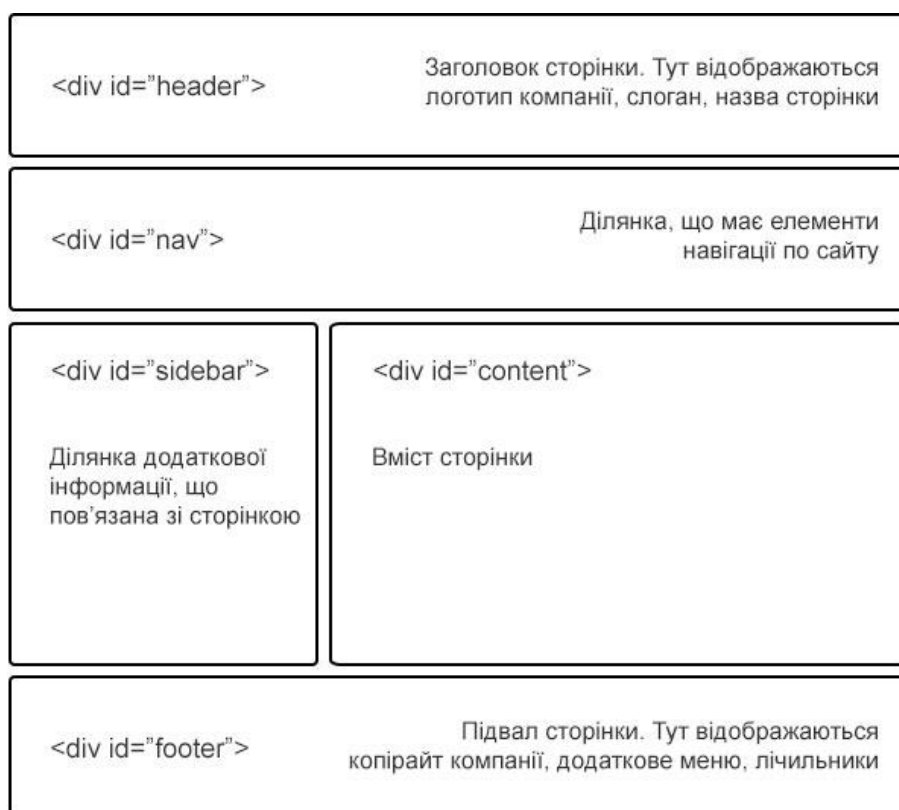 <div id=”header”>
Заголовок сторінки. Тут відображаються
логотип компанії, слоган, назва сторінки
<div id=”nav”>
Ділянка, що має елементи
навігації по сайту
<div id=”sidebar”>
Ділянка додаткової
інформації, що
пов’язана зі сторінкою
<div id=”content”>
Вміст сторінки
<div id=”footer”>
Підвал сторінки. Тут відображаються
копірайт компанії, додаткове меню, лічильники